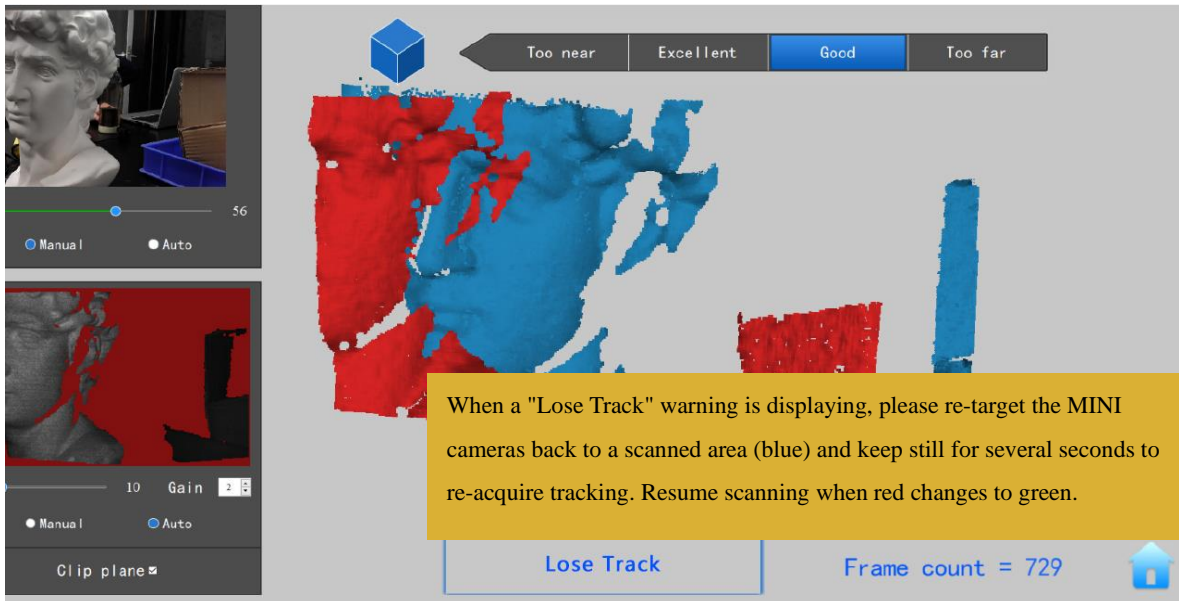 Too near Excellent Good Too far
56
Manual Auto
When a "Lose Track" warning is displaying, please re-target the MINI
cameras back to a scanned area (blue) and keep still for several seconds to
re-acquire tracking. Resume scanning when red changes to green.
10 Gain 2
Manual Auto
Clip plane
Lose Track
Frame count = 729